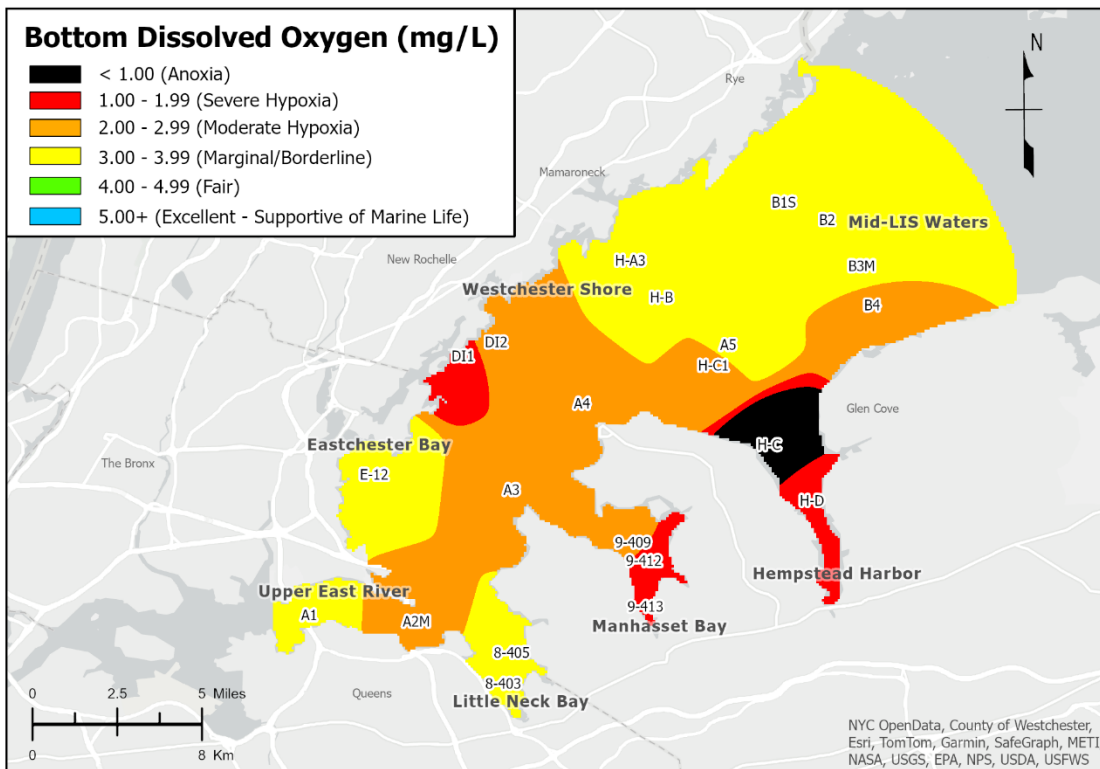 Bottom Dissolved Oxygen (mg/L)
< 1.00 (Anoxia)
1.00 - 1.99 (Severe Hypoxia)
2.00 - 2.99 (Moderate Hypoxia)
3.00 - 3.99 (Marginal/Borderline)
4.00 - 4.99 (Fair)
5.00+ (Excellent - Supportive of Marine Life)
N
Rye
Mamaroneck
B1S
B2
Mid-LIS Waters
New Rochelle
H-A3
B3M
Westchester Shore
H-B
B4
DI2
DI1
A5
H-C1
A4
Glen Cove
Eastchester Bay
H-C
The Bronx
E-12
A3
H-D
9-409
9-412
Hempstead Harbor
Upper East River
A1
A2M
9-413
Manhasset Bay
8-405
8-403
Queens
Little Neck Bay
0 2.5 5 Miles
0 8 Km
NYC OpenData, County of Westchester,
Esri, TomTom, Garmin, SafeGraph, METI
NASA, USGS, EPA, NPS, USDA, USFWS